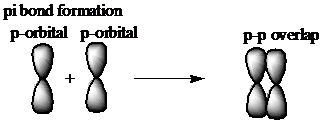 pi bond formation
p-orbital p-orbital
p-p overlap
+